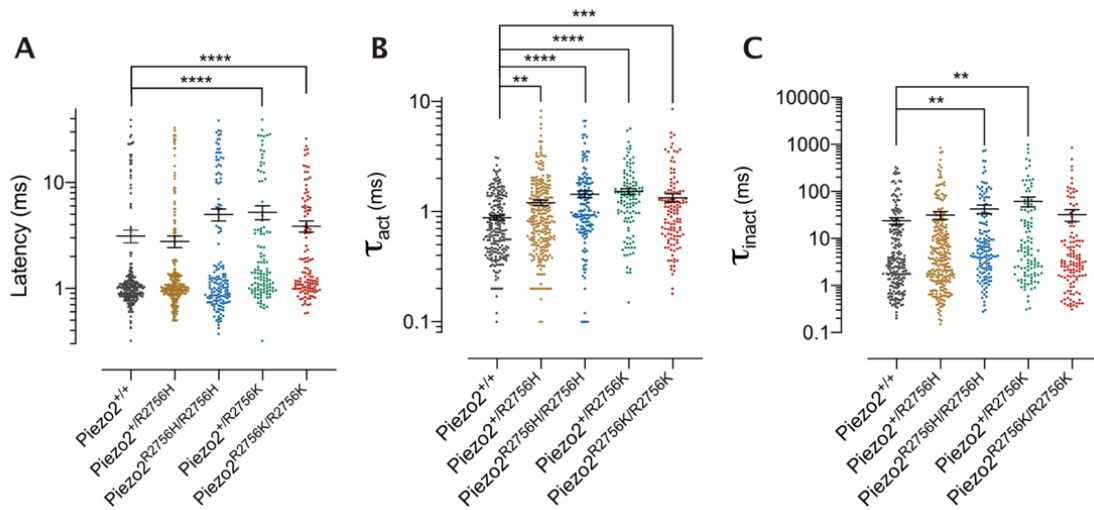 A
****
****
Latency (ms)
10
1
Piezo2+/+
Piezo2+/R2756H
Piezo2R2756H/R2756H
Piezo2+/R2756K
Piezo2R2756K/R2756K
B
***
****
****
**
τact (ms)
10
1
0.1
Piezo2+/+
Piezo2+/R2756H
Piezo2R2756H/R2756H
Piezo2+/R2756K
Piezo2R2756K/R2756K
C
**
**
τinact (ms)
10000
1000
100
10
1
0.1
Piezo2+/+
Piezo2+/R2756H
Piezo2R2756H/R2756H
Piezo2+/R2756K
Piezo2R2756K/R2756K